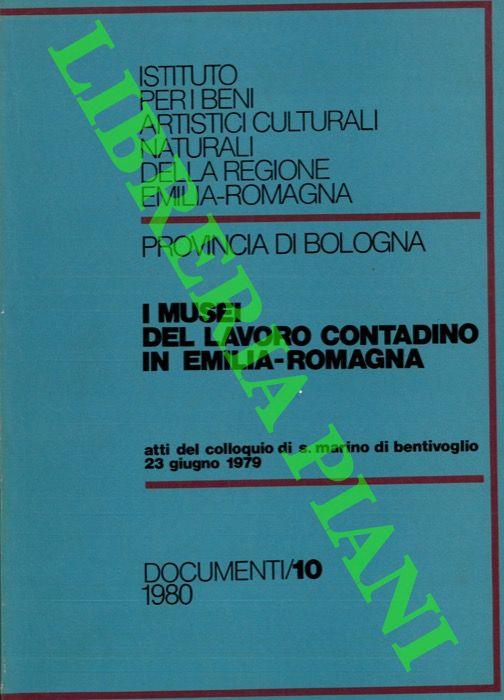 ISTITUTO
PER I BENI
ARTISTICI CULTURALI
NATURALI
DELLA REGIONE
EMILIA-ROMAGNA
PROVINCIA DI BOLOGNA
I MUSEI
DEL LAVORO CONTADINO
IN EMILIA-ROMAGNA
atti del colloquio di s. marino di bentivoglio
23 giugno 1979
DOCUMENTI/10
1980
LIBRERIA PIANI